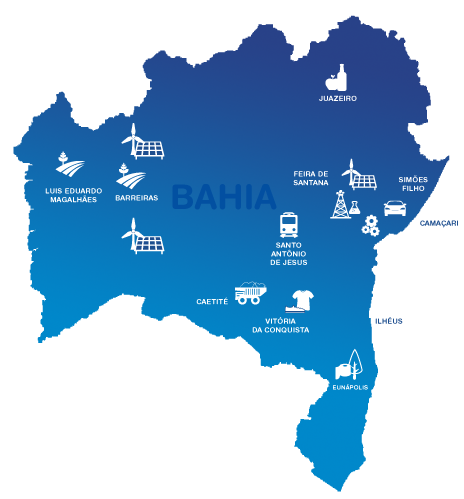 JUAZEIRO
FEIRA DE
SANTANA
SIMÕES
FILHO
LUIS EDUARDO
MAGALHÃES
BARREIRAS
BAHIA
CAMAÇARI
SANTO
ANTÔNIO
DE JESUS
CAETITÉ
VITÓRIA
DA CONQUISTA
ILHÉUS
EUNÁPOLIS